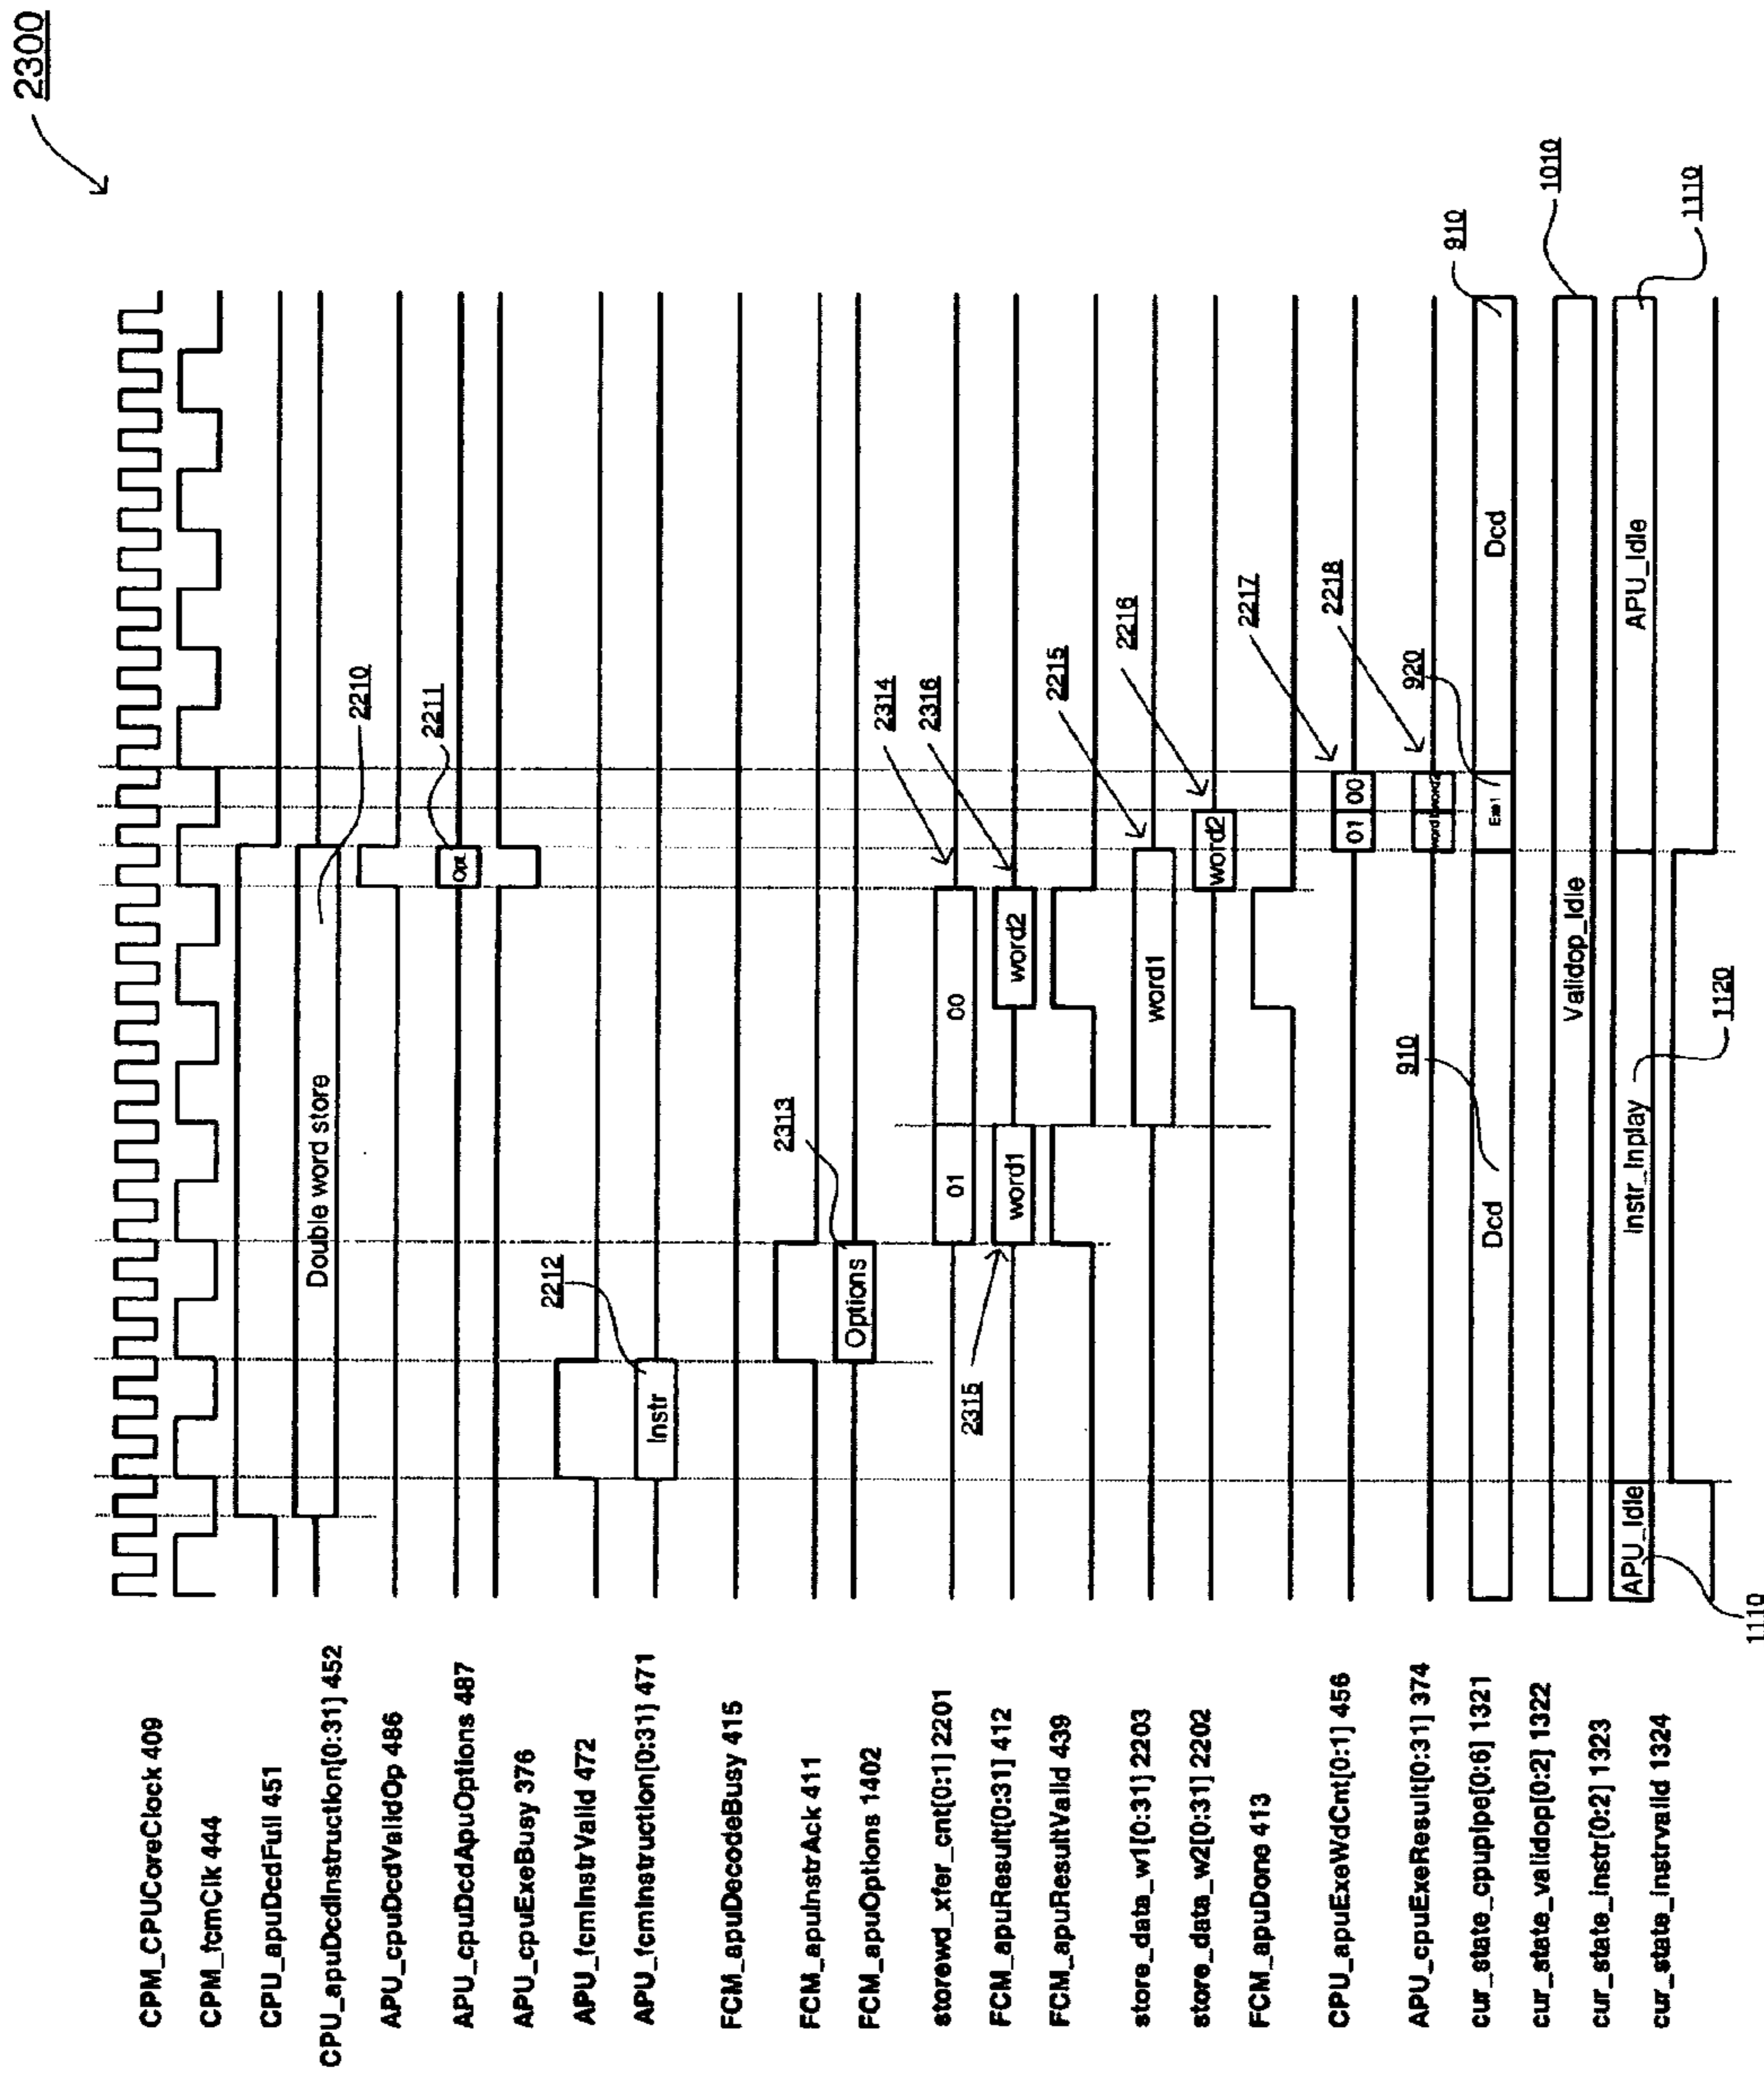 2300
CPM_CPUCoreClock 409
CPM_fcmClk 444
CPU_apuDcdFull 451
CPU_apuDcdInstruction[0:31] 452
Double word store
2210
APU_cpuDcdValidOp 486
APU_cpuDcdApuOptions 487
Opt
2211
APU_cpuExeBusy 376
APU_fcmInstrValid 472
2212
APU_fcmInstruction[0:31] 471
Instr
FCM_apuDecodeBusy 415
FCM_apuInstrAck 411
2313
FCM_apuOptions 1402
Options
2314
storewd_xfer_cnt[0:1] 2201
01
00
2316
FCM_apuResult[0:31] 412
2315
word1
word2
FCM_apuResultValid 439
2215
store_data_w1[0:31] 2203
word1
2216
store_data_w2[0:31] 2202
word2
FCM_apuDone 413
2217
CPU_apuExeWdCnt[0:1] 456
01
00
2218
APU_cpuExeResult[0:31] 374
word1
word2
910
920
910
cur_state_cpupipe[0:6] 1321
Dcd
Exe1
Dcd
cur_state_validop[0:2] 1322
Validop_Idle
1010
cur_state_instr[0:2] 1323
APU_Idle
Instr_Inplay
APU_Idle
1110
cur_state_instrvalid 1324
1110
1120